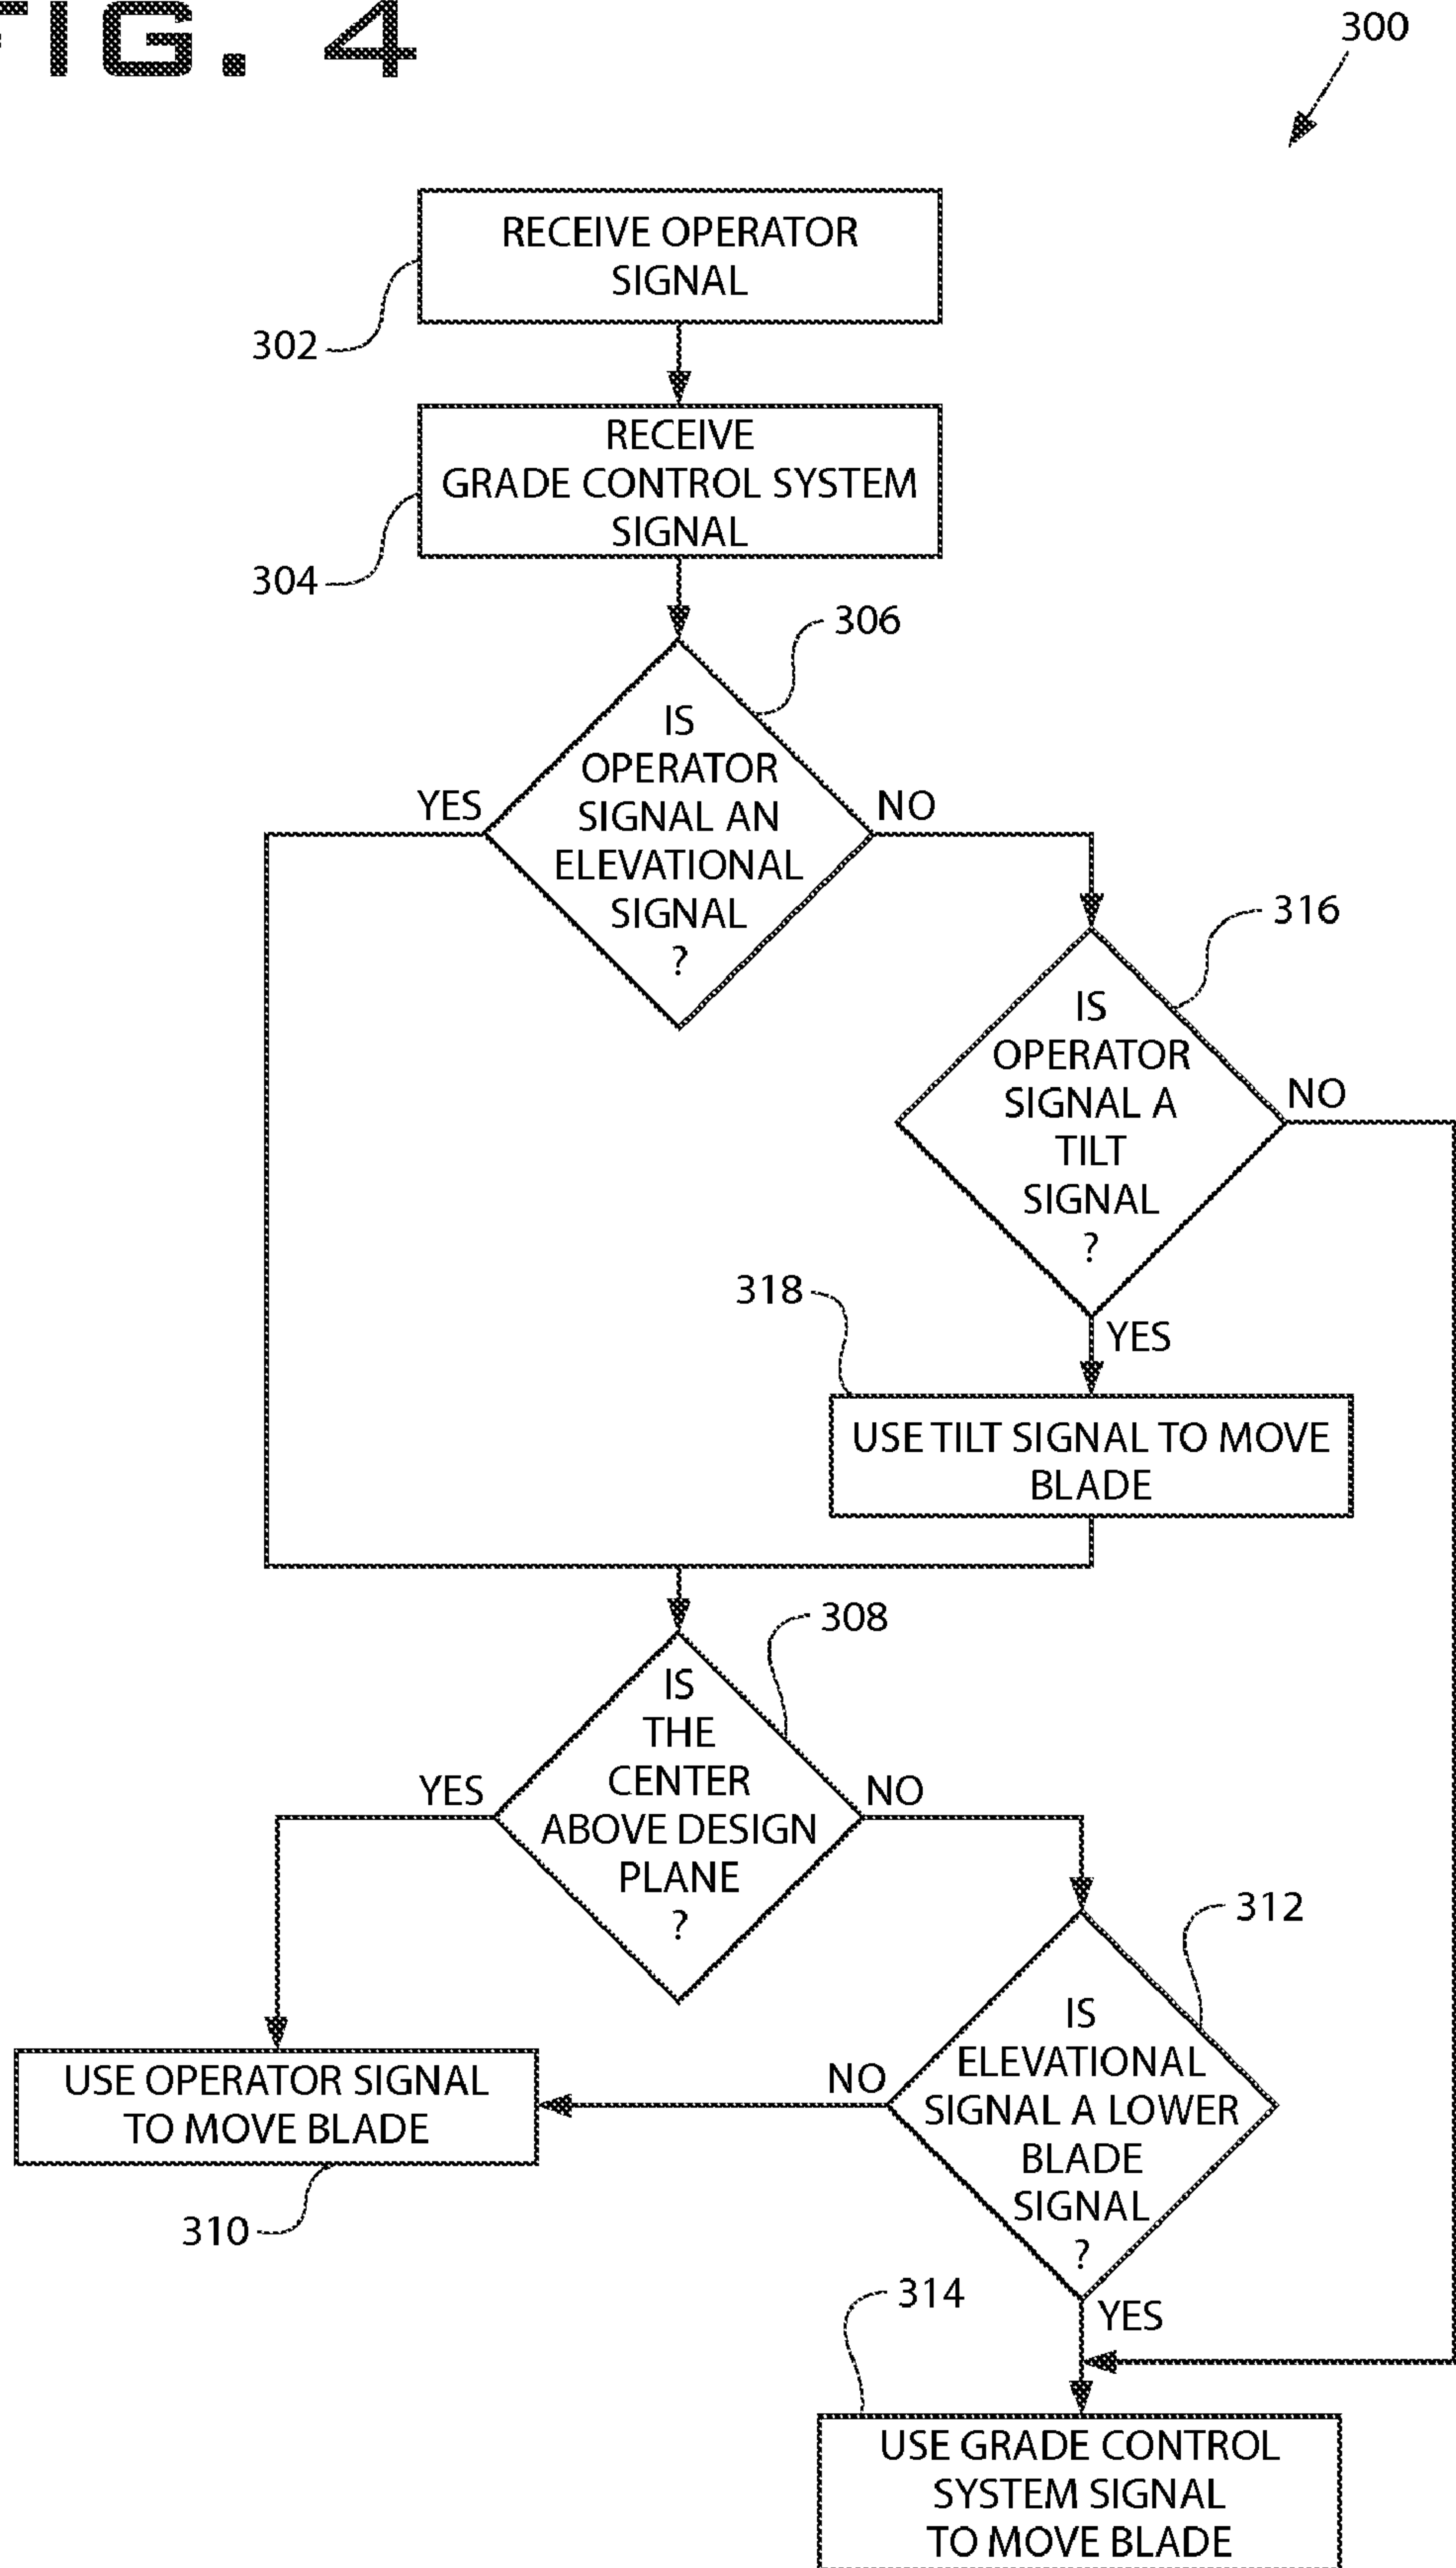 FIG. 4
300
RECEIVE OPERATOR
SIGNAL
302
RECEIVE
GRADE CONTROL SYSTEM
SIGNAL
304
306
IS
OPERATOR
SIGNAL AN
ELEVATIONAL
SIGNAL
?
YES
NO
316
IS
OPERATOR
SIGNAL A
TILT
SIGNAL
?
NO
318
YES
USE TILT SIGNAL TO MOVE
BLADE
308
IS
THE
CENTER
ABOVE DESIGN
PLANE
?
YES
NO
312
IS
ELEVATIONAL
SIGNAL A LOWER
BLADE
SIGNAL
?
NO
USE OPERATOR SIGNAL
TO MOVE BLADE
310
314
YES
USE GRADE CONTROL
SYSTEM SIGNAL
TO MOVE BLADE